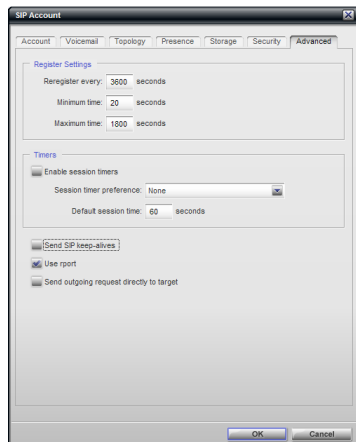 SIP Account
Account Voicemail Topology Presence Storage Security Advanced
Register Settings
Reregister every: 3600 seconds
Minimum time: 20 seconds
Maximum time: 1800 seconds
Timers
Enable session timers
Session timer preference: None
Default session time: 60 seconds
Send SIP keep-alives
Use rport
Send outgoing request directly to target
OK Cancel